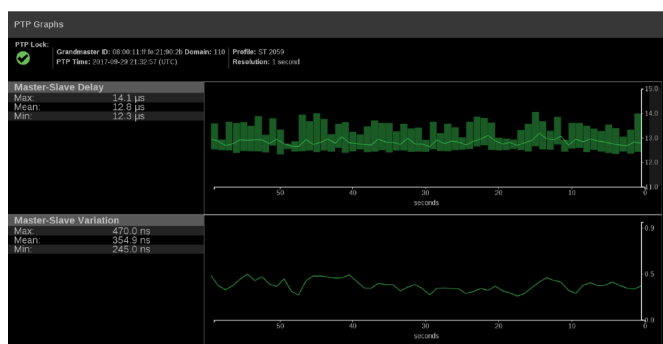 PTP Graphs
PTP Lock:
Grandmaster ID: 08:00:11:ff:fe:21:90:2b Domain: 110
PTP Time: 2017-09-29 21:32:57 (UTC)
Profile: ST 2059
Resolution: 1 second
Master-Slave Delay
Max: 14.1 µs
Mean: 12.8 µs
Min: 12.3 µs
15.0
14.0
13.0
12.0
11.0
50 40 30 20 10 0
seconds
Master-Slave Variation
Max: 470.0 ns
Mean: 354.9 ns
Min: 245.0 ns
0.9
0.5
0.0
50 40 30 20 10 0
seconds